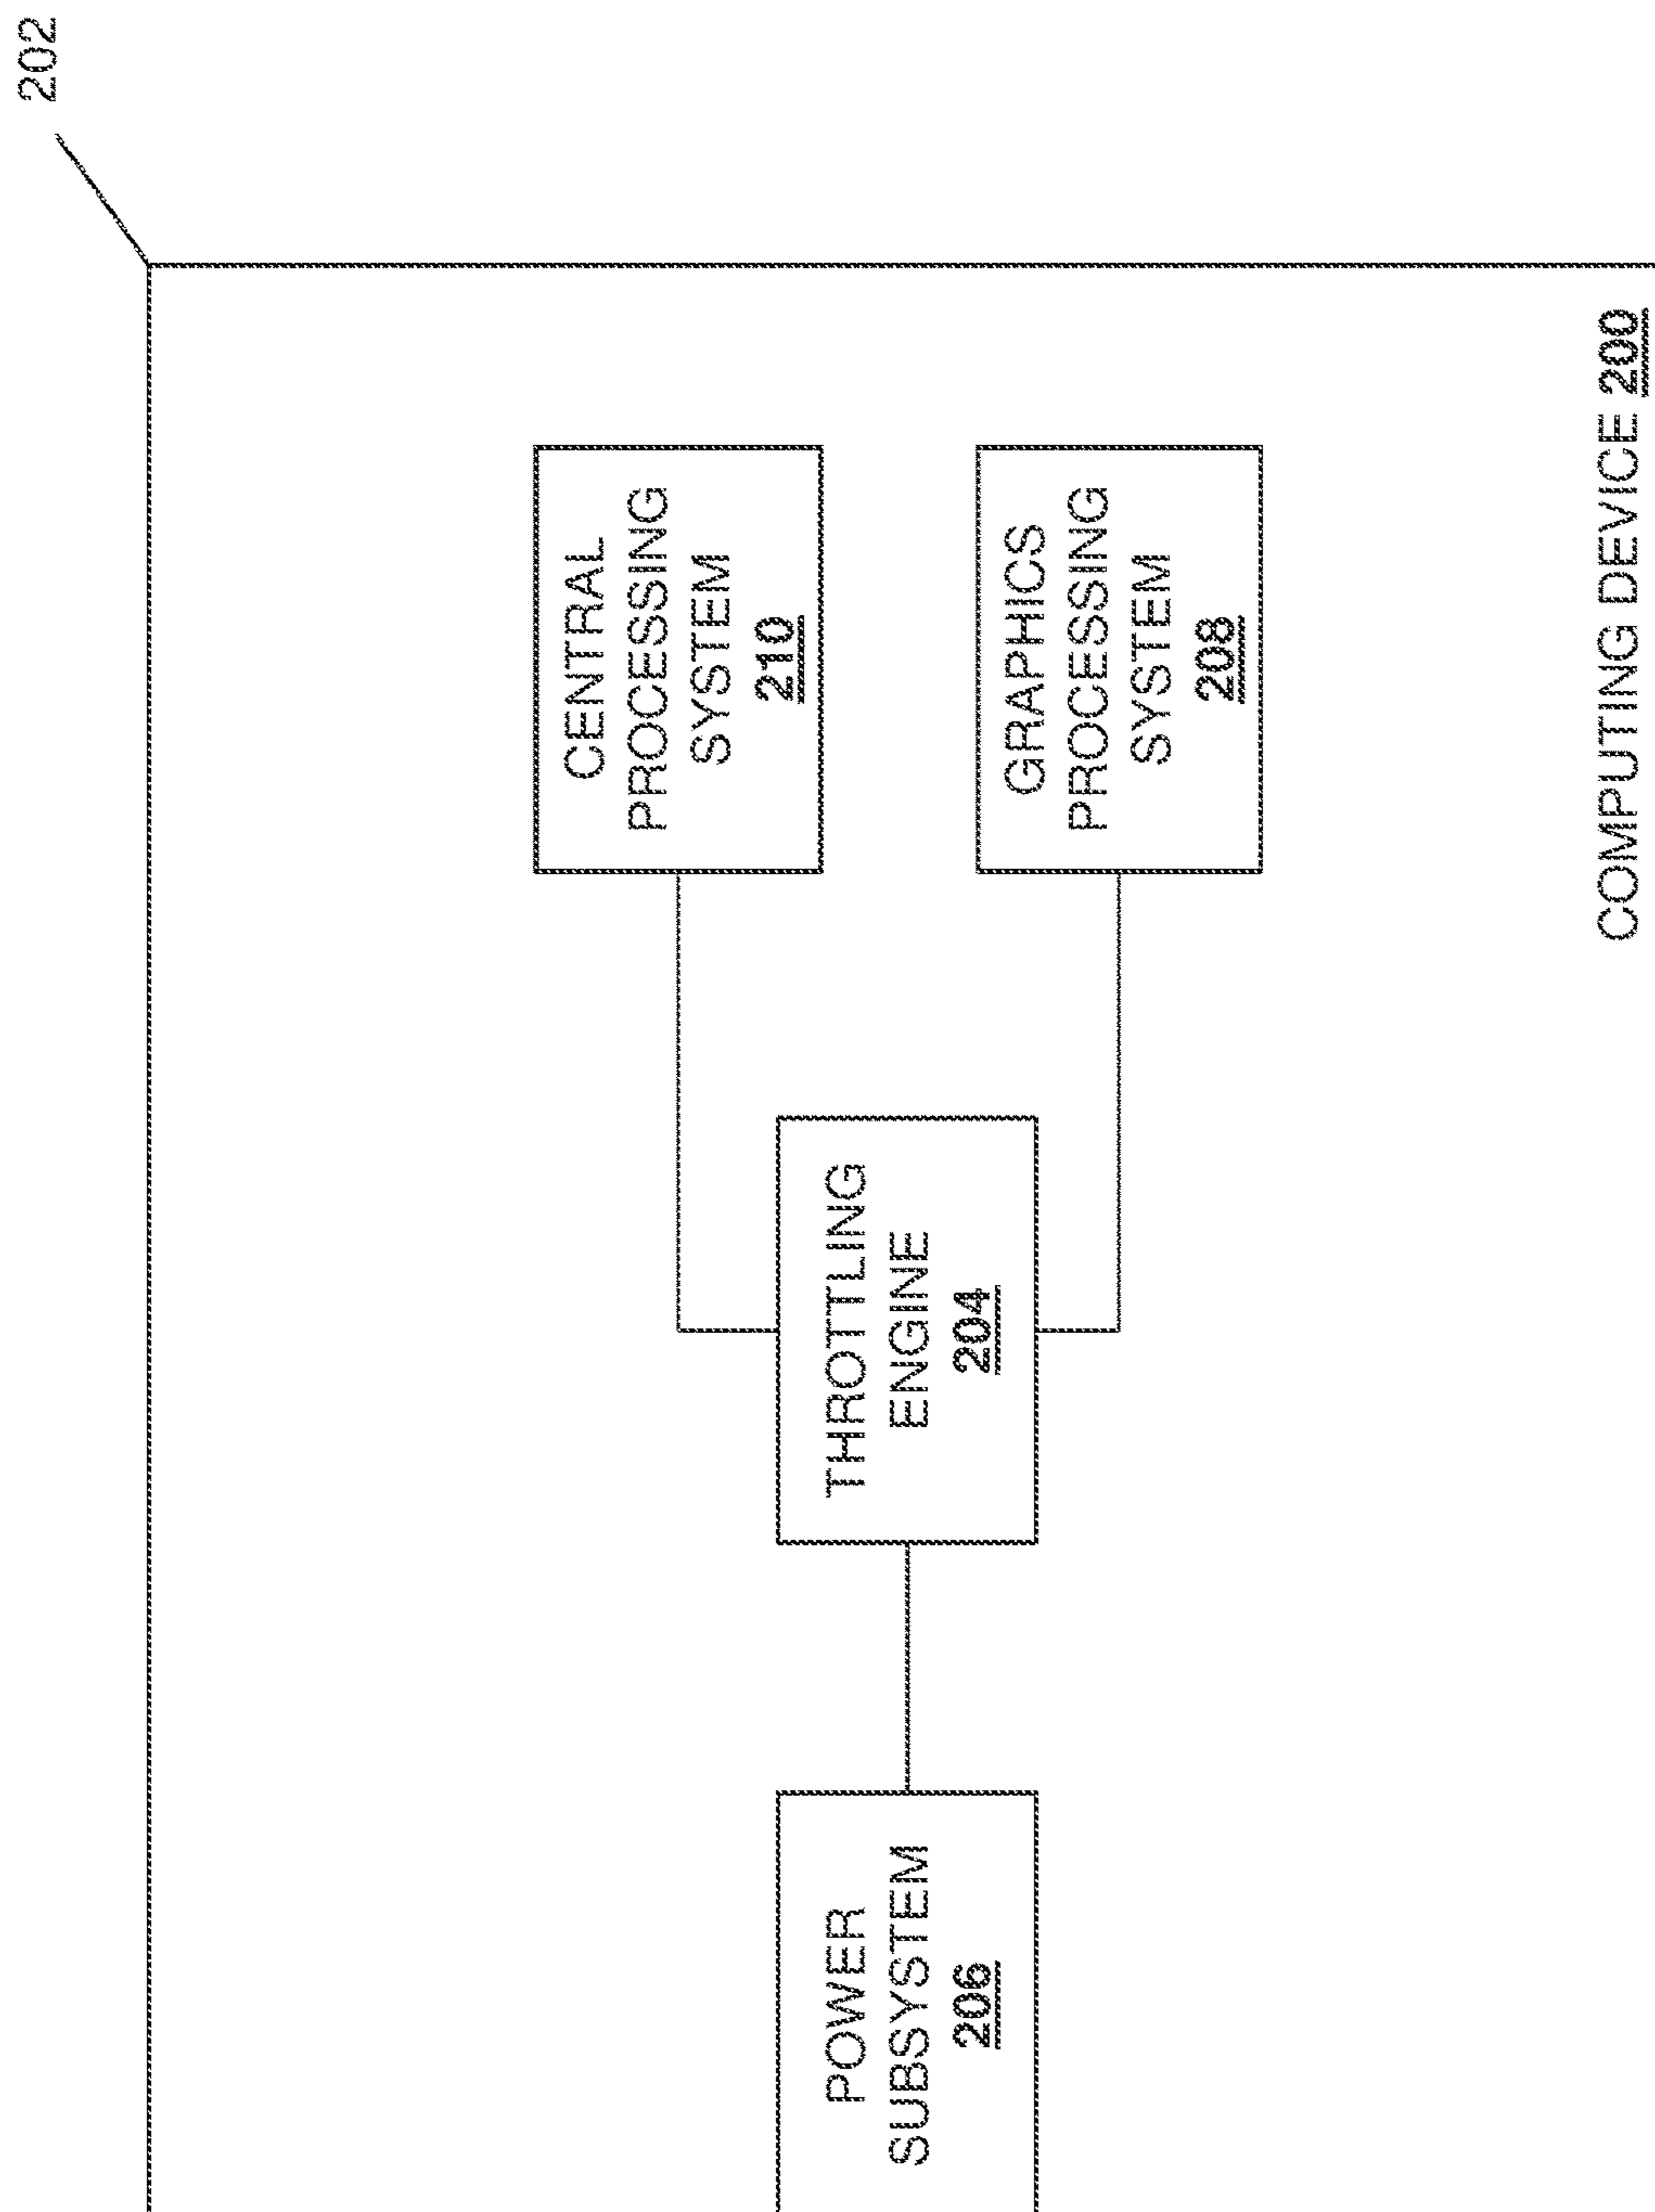 202
CENTRAL
PROCESSING
SYSTEM
210
POWER
SUBSYSTEM
206
THROTTLING
ENGINE
204
GRAPHICS
PROCESSING
SYSTEM
208
COMPUTING DEVICE 200